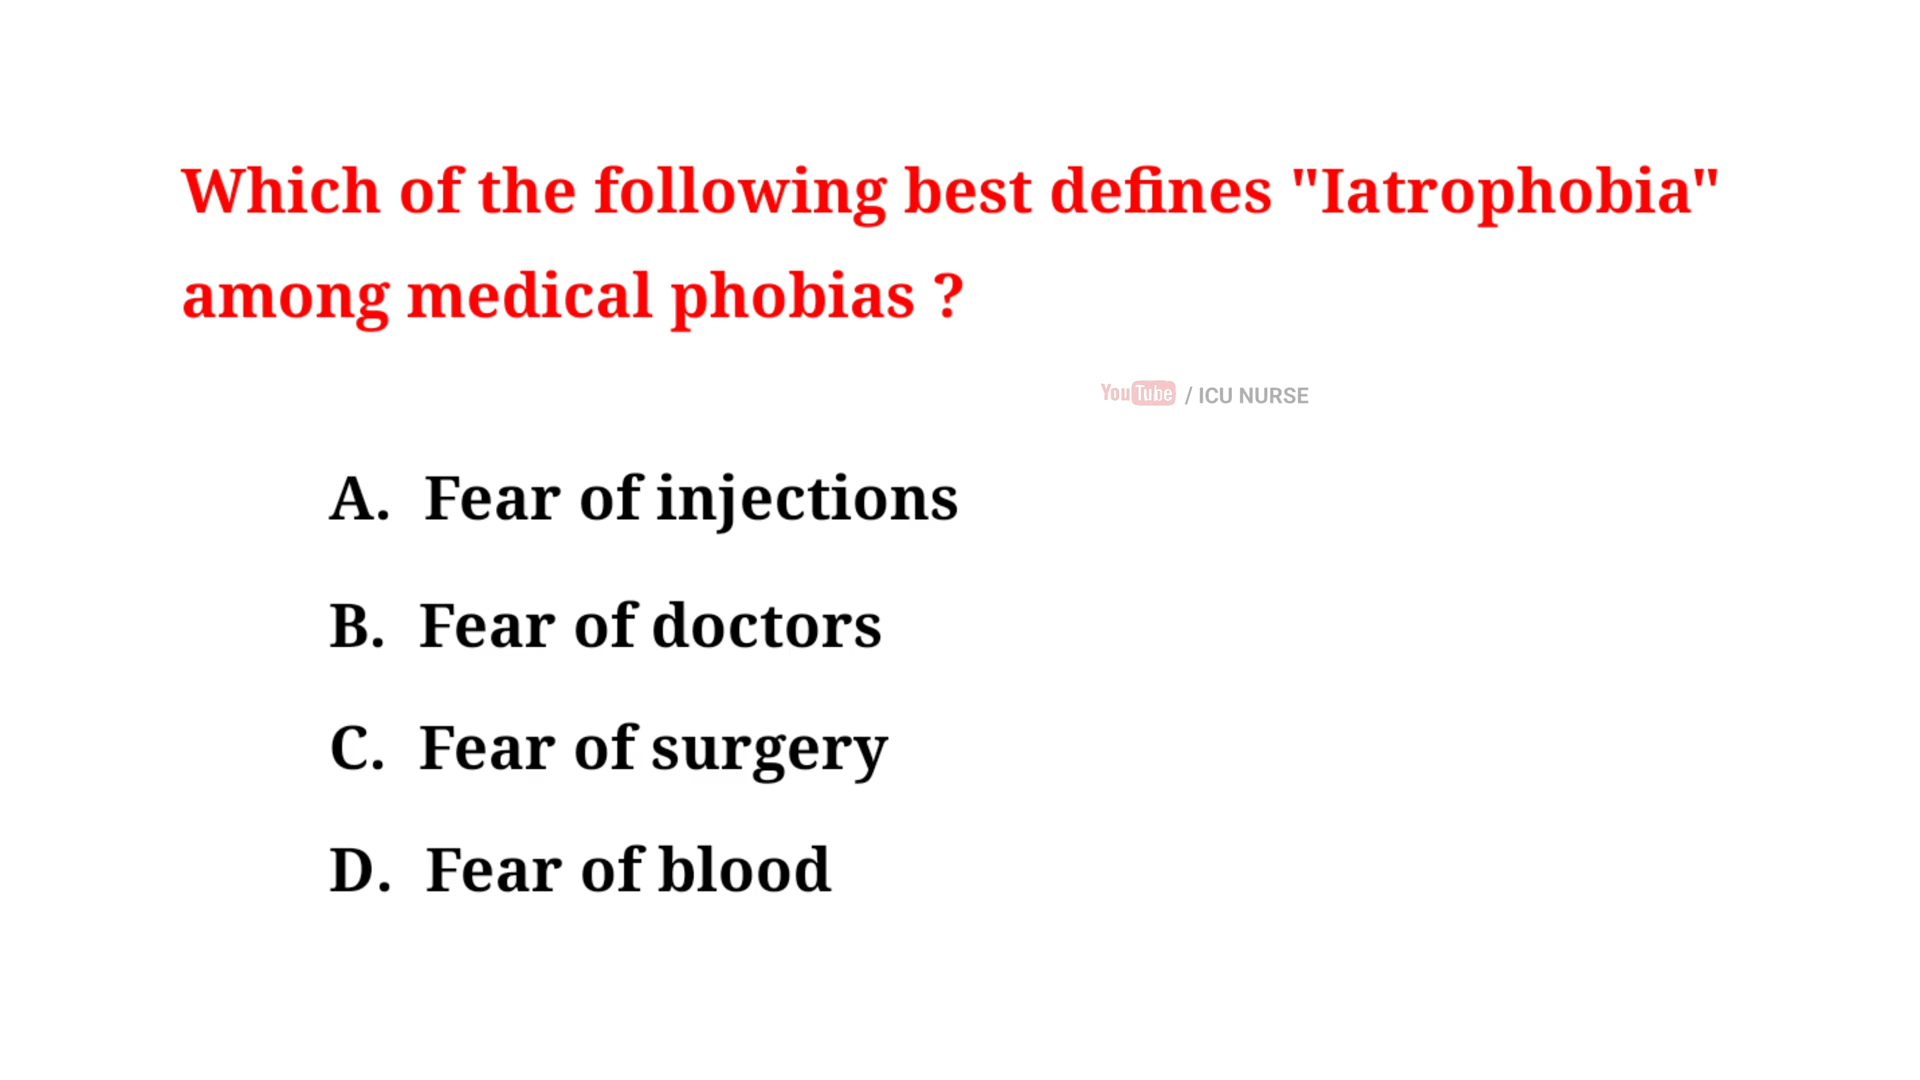 Which of the following best defines "Iatrophobia"
among medical phobias ?
YouTube / ICU NURSE
A. Fear of injections
B. Fear of doctors
C. Fear of surgery
D. Fear of blood